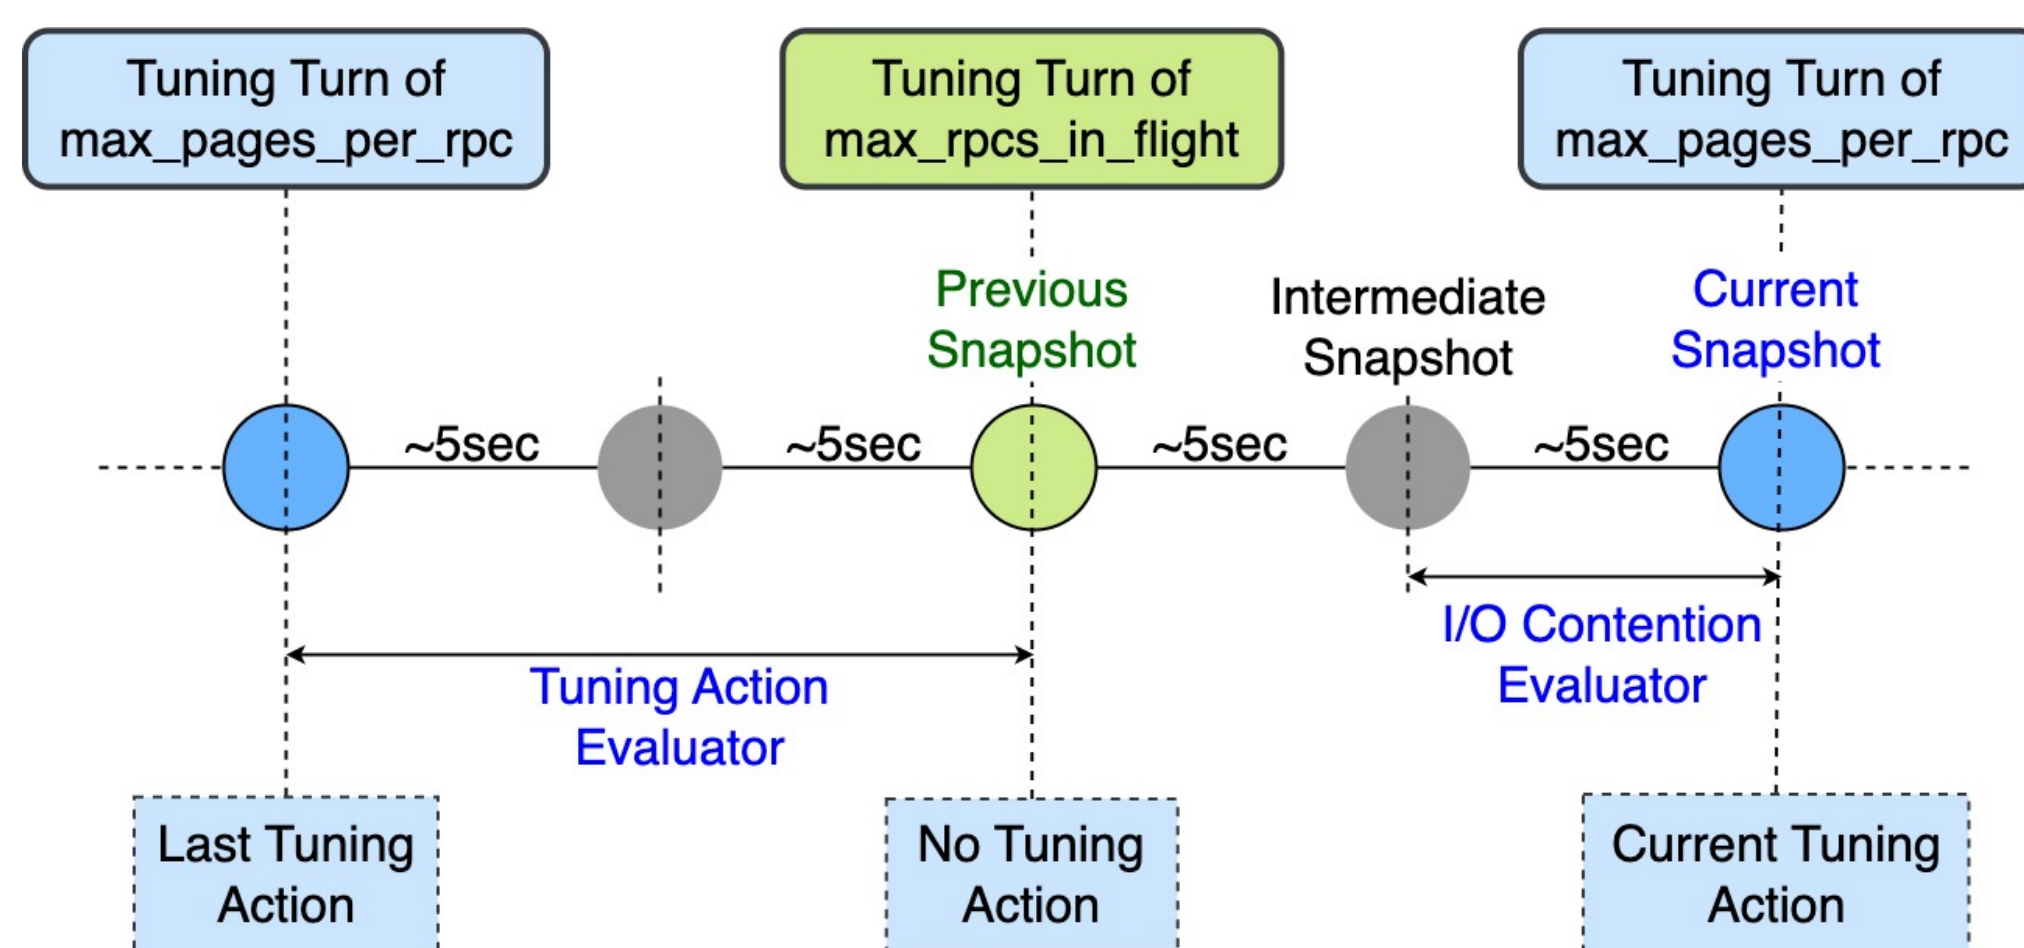 Tuning Turn of
max_pages_per_rpc
Tuning Turn of
max_rpcs_in_flight
Tuning Turn of
max_pages_per_rpc
Previous
Snapshot
Intermediate
Snapshot
Current
Snapshot
~5sec
~5sec
~5sec
~5sec
I/O Contention
Evaluator
Tuning Action
Evaluator
Last Tuning
Action
No Tuning
Action
Current Tuning
Action